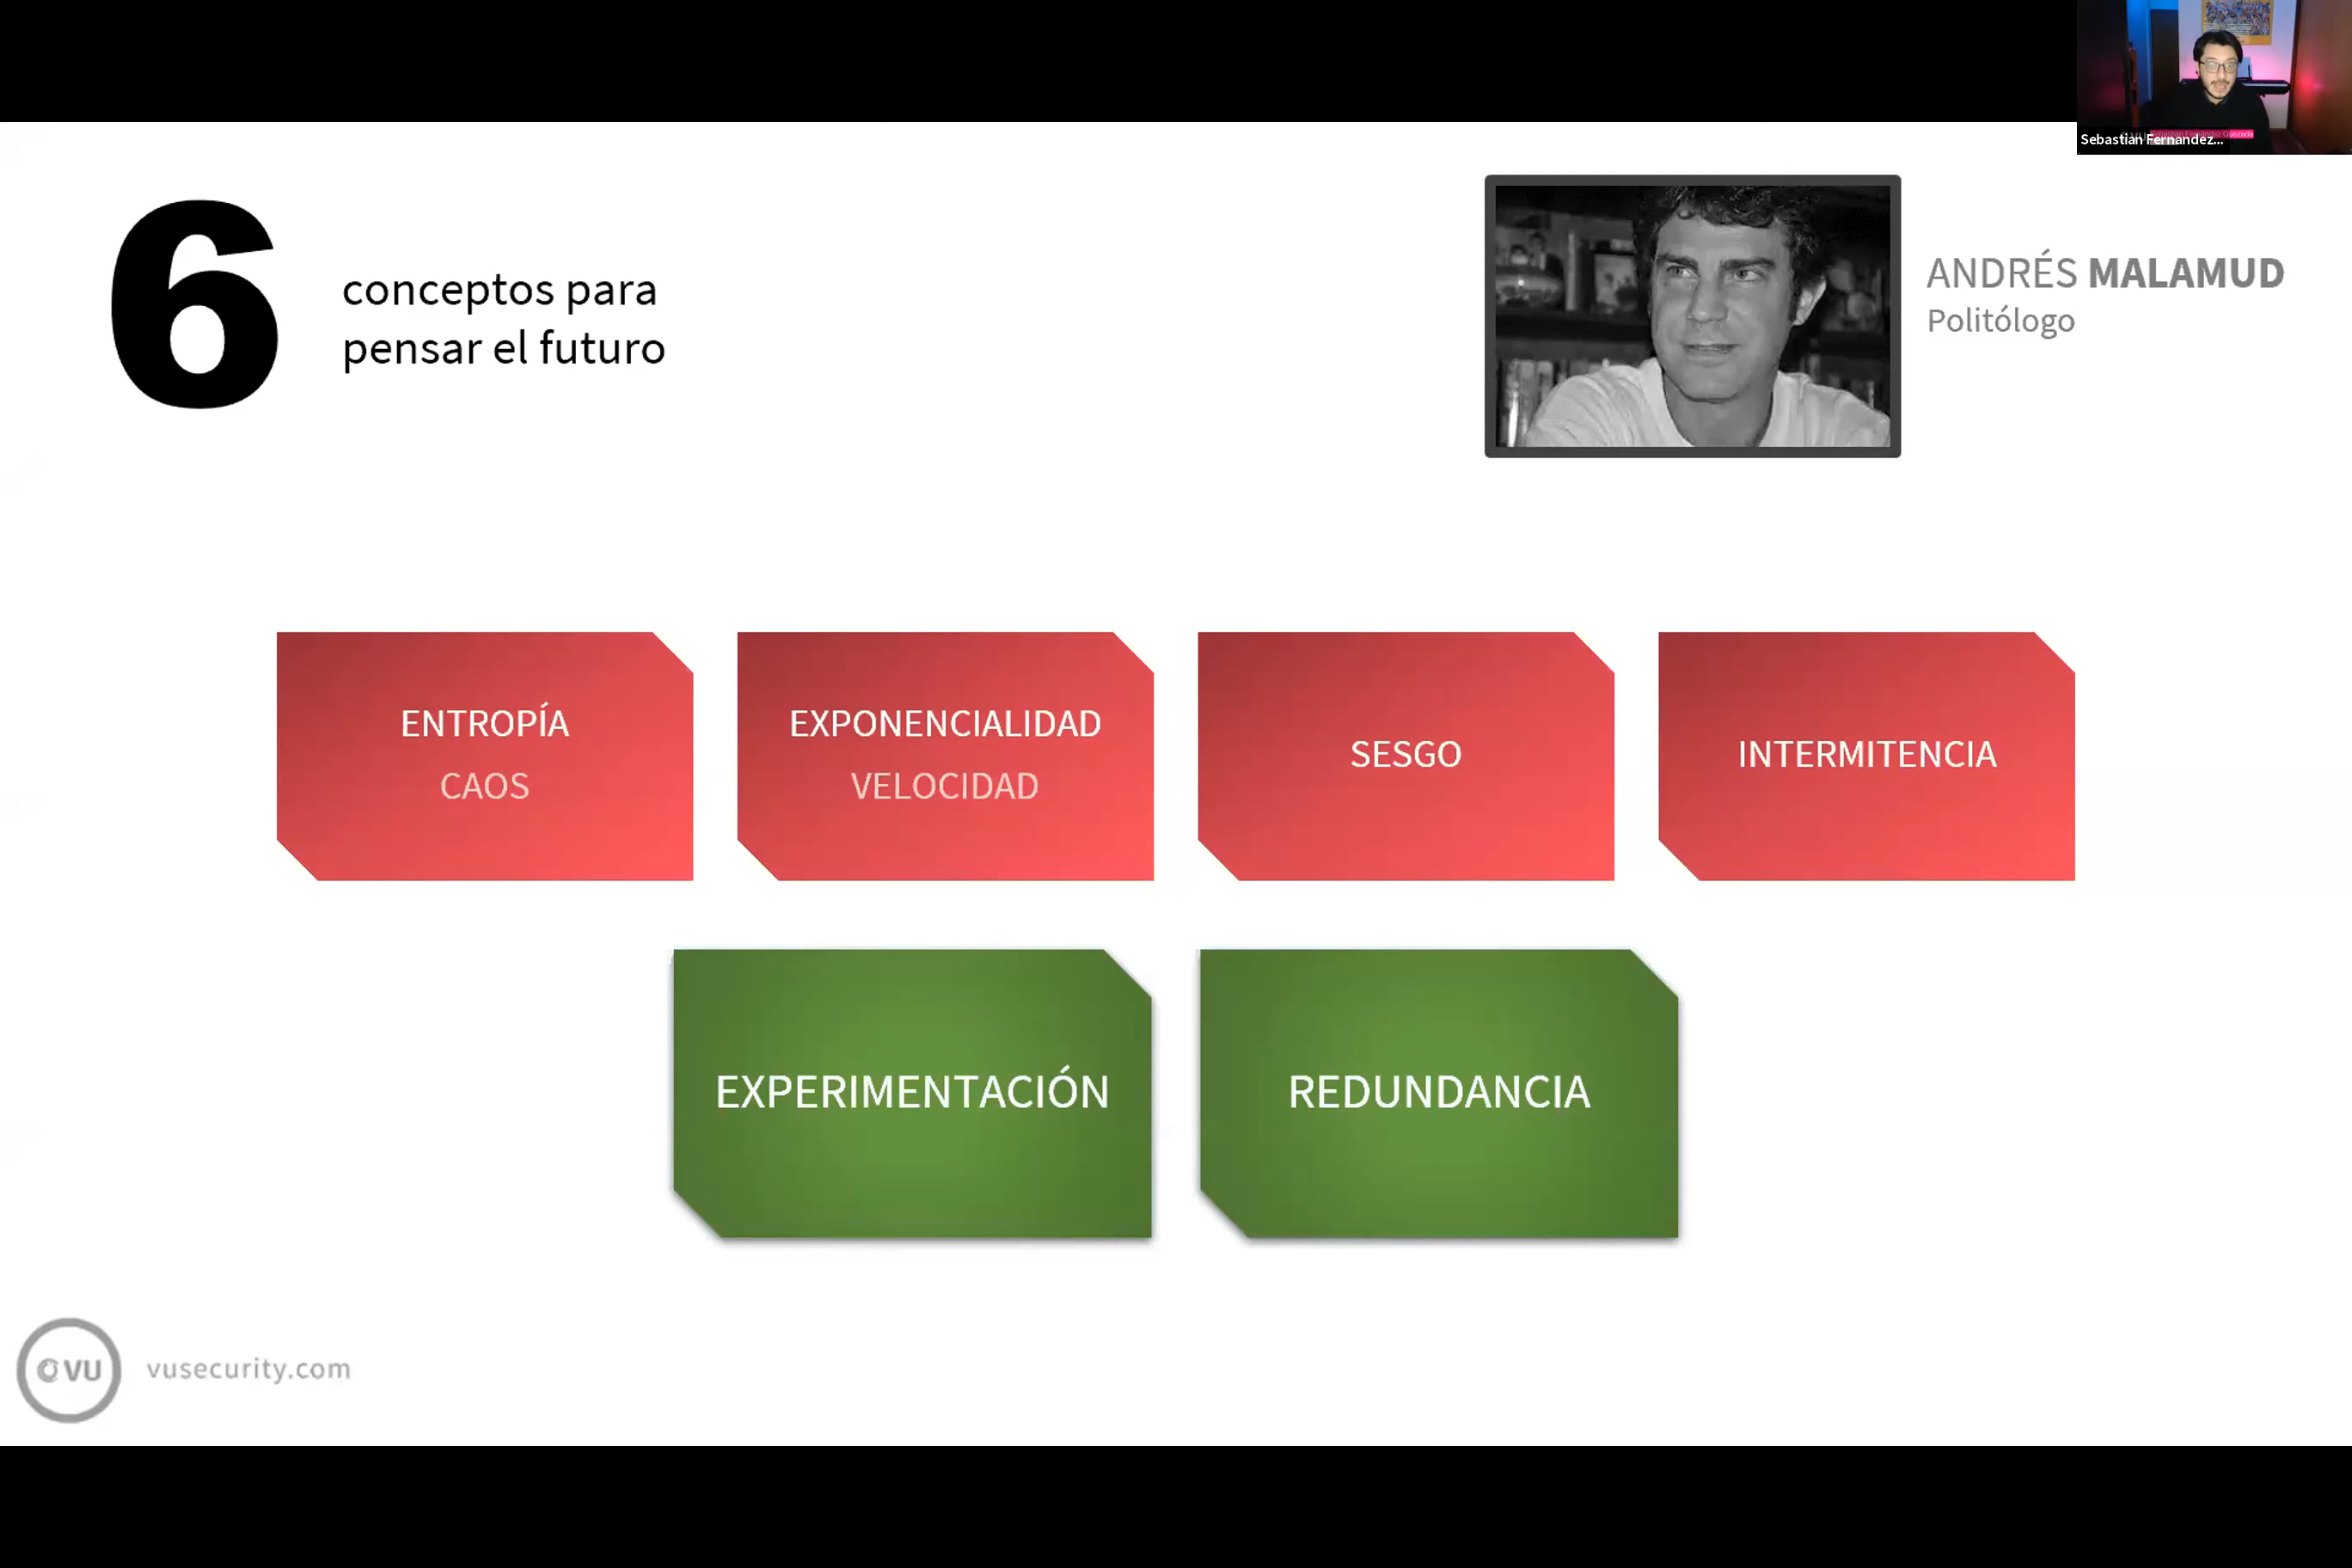 Sebastian Fernandez...
6
conceptos para
pensar el futuro
ANDRÉS MALAMUD
Politólogo
ENTROPÍA
CAOS
EXPONENCIALIDAD
VELOCIDAD
SESGO
INTERMITENCIA
EXPERIMENTACIÓN
REDUNDANCIA
VU
vusecurity.com